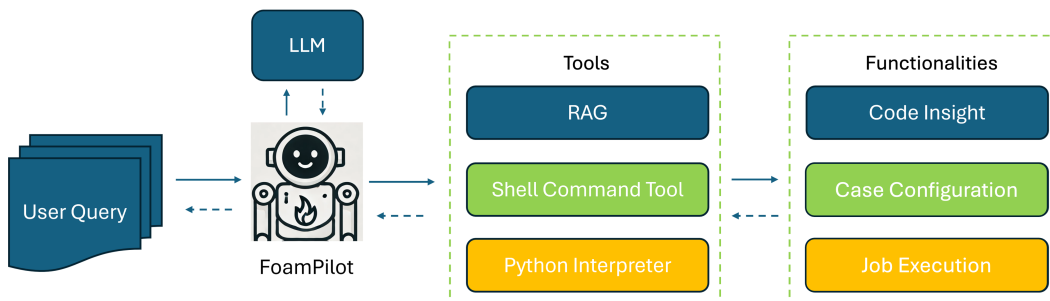 LLM
User Query
FoamPilot
Tools
RAG
Shell Command Tool
Python Interpreter
Functionalities
Code Insight
Case Configuration
Job Execution